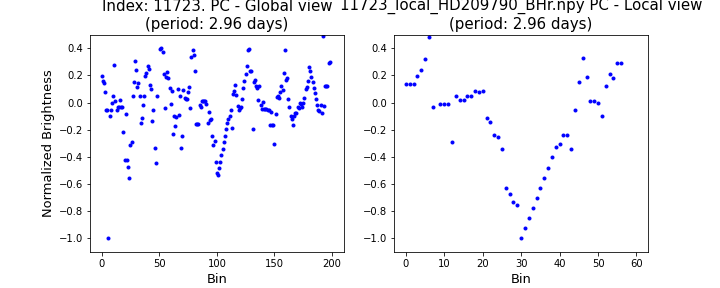 Index: 11723. PC - Global view
(period: 2.96 days)
11723_local_HD209790_BHr.npy PC - Local view
(period: 2.96 days)
Normalized Brightness
0.4
0.2
0.0
−0.2
−0.4
−0.6
−0.8
−1.0
0 50 100 150 200
Bin
0.4
0.2
0.0
−0.2
−0.4
−0.6
−0.8
−1.0
0 10 20 30 40 50 60
Bin